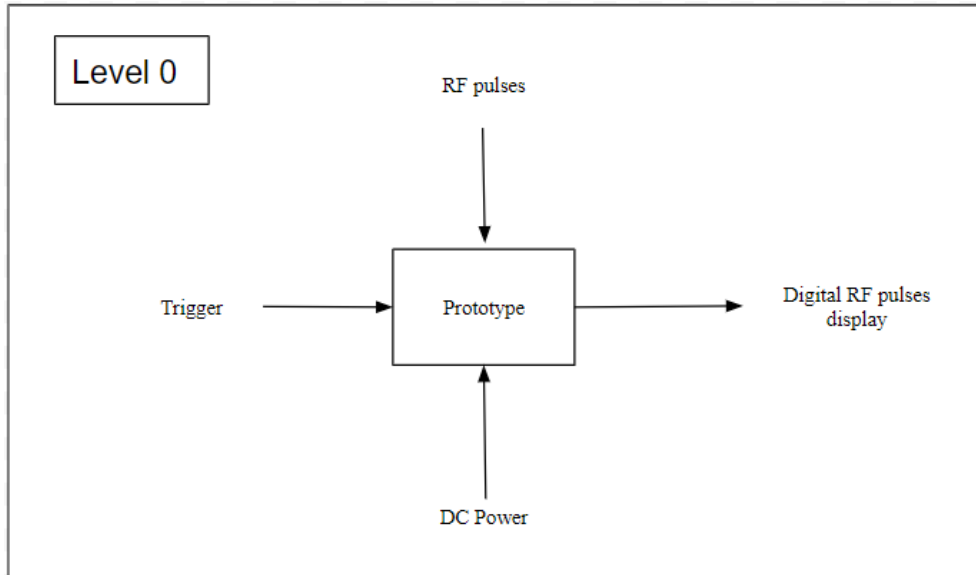 Level 0
RF pulses
Trigger
Prototype
Digital RF pulses
display
DC Power